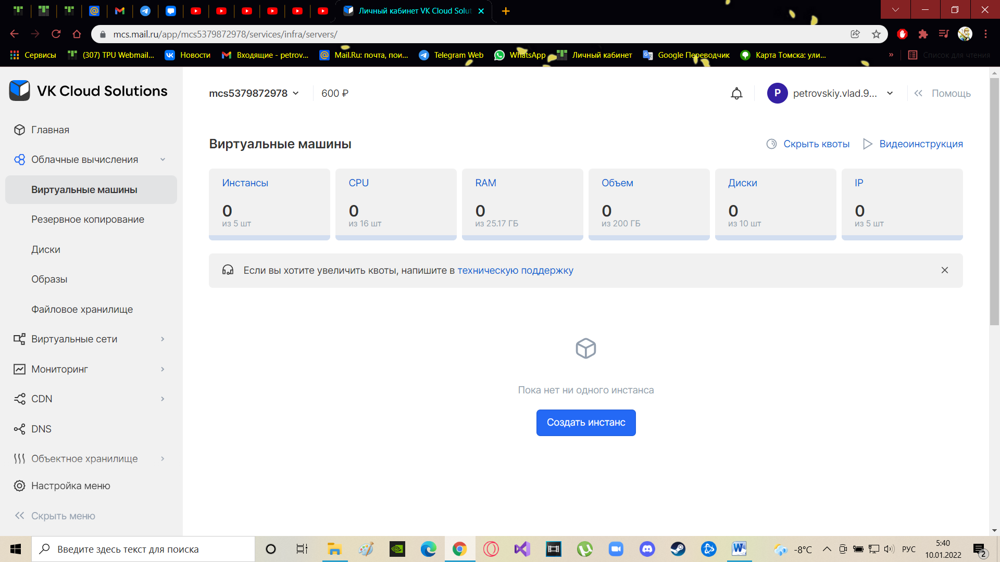 Личный кабинет VK Cloud Solut
mcs.mail.ru/app/mcs5379872978/services/infra/servers/
Сервисы
(307) TPU Webmail...
Новости
Входящие - petrov...
Mail.Ru: почта, пои...
Telegram Web
WhatsApp
Личный кабинет
Google Переводчик
Карта Томска: ули...
»
Список для чтения
VK Cloud Solutions
mcs5379872978
600 ₽
P
petrovskiy.vlad.9...
Помощь
Главная
Облачные вычисления
Виртуальные машины
Резервное копирование
Диски
Образы
Файловое хранилище
Виртуальные сети
Мониторинг
CDN
DNS
Объектное хранилище
Настройка меню
Скрыть меню
Виртуальные машины
Скрыть квоты
Видеоинструкция
Инстансы
0
из 5 шт
CPU
0
из 16 шт
RAM
0
из 25.17 ГБ
Объем
0
из 200 ГБ
Диски
0
из 10 шт
IP
0
из 5 шт
Если вы хотите увеличить квоты, напишите в техническую поддержку
Пока нет ни одного инстанса
Создать инстанс
Введите здесь текст для поиска
-8°C
РУС
5:40
10.01.2022
2